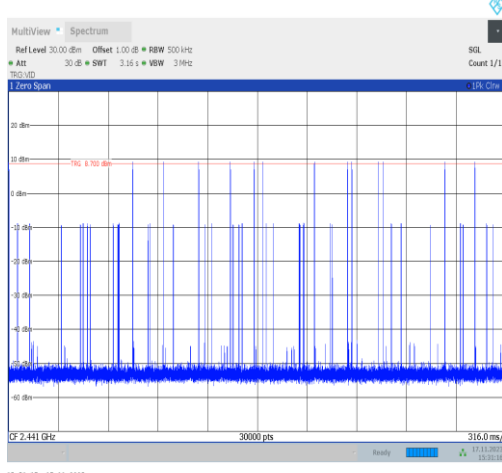 MultiView Spectrum
Ref Level 30.00 dBm Offset 1.00 dB RBW 500 kHz SGL
Att 30 dB SWT 3.16 s VBW 3 MHz Count 1/1
TRG:VID
1 Zero Span 1Pk Clrw
20 dBm
10 dBm
TRG 8.700 dBm
0 dBm
-10 dBm
-20 dBm
-30 dBm
-40 dBm
-60 dBm
CF 2.441 GHz 30000 pts 316.0 ms/
Ready